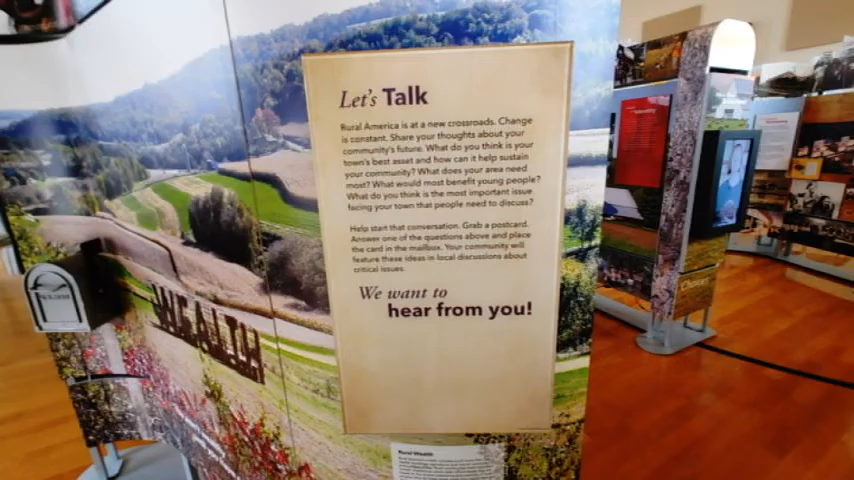 Let's Talk
Rural America is at a new crossroads. Change
is constant. Share your thoughts about your
community's future. What do you think is your
town's best asset and how can it help sustain
your community? What does your area need
most? What would most benefit young people?
What do you think is the most important issue
facing your town that people need to discuss?
Help start that conversation. Grab a postcard.
Answer one of the questions above and place
the card in the mailbox. Your community will
feature these ideas in local discussions about
critical issues.
We want to
hear from you!
WEALTH
Rural Wealth